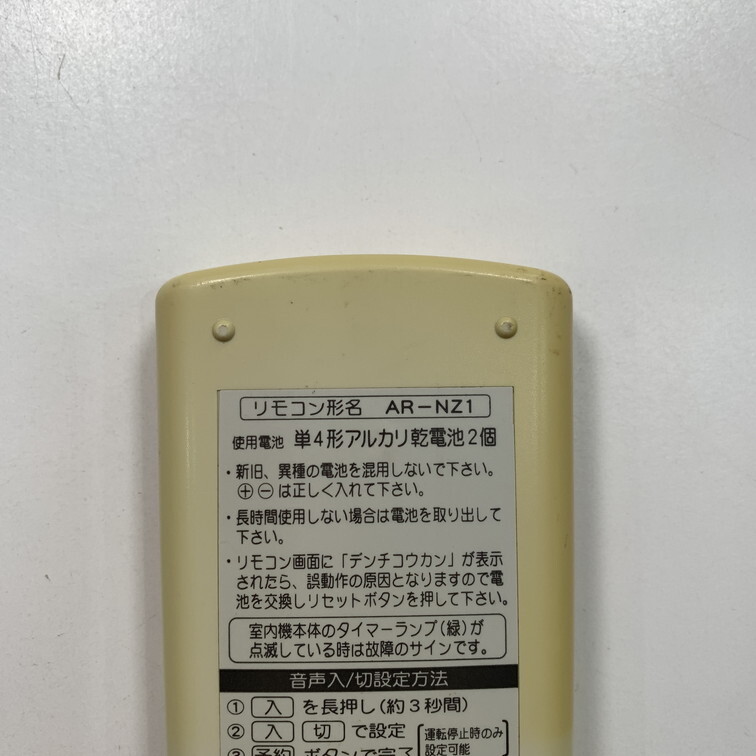 リモコン形名 AR-NZ1
使用電池 単4形アルカリ乾電池2個
・新旧、異種の電池を混用しないで下さい。
⊕⊖は正しく入れて下さい。
・長時間使用しない場合は電池を取り出して
下さい。
・リモコン画面に「デンチコウカン」が表示
されたら、誤動作の原因となりますので電
池を交換しリセットボタンを押して下さい。
室内機本体のタイマーランプ(緑)が
点滅している時は故障のサインです。
音声入/切設定方法
① 入 を長押し(約3秒間)
② 入 切 で設定
③ 予約 ボタンで完了
運転停止時のみ
設定可能